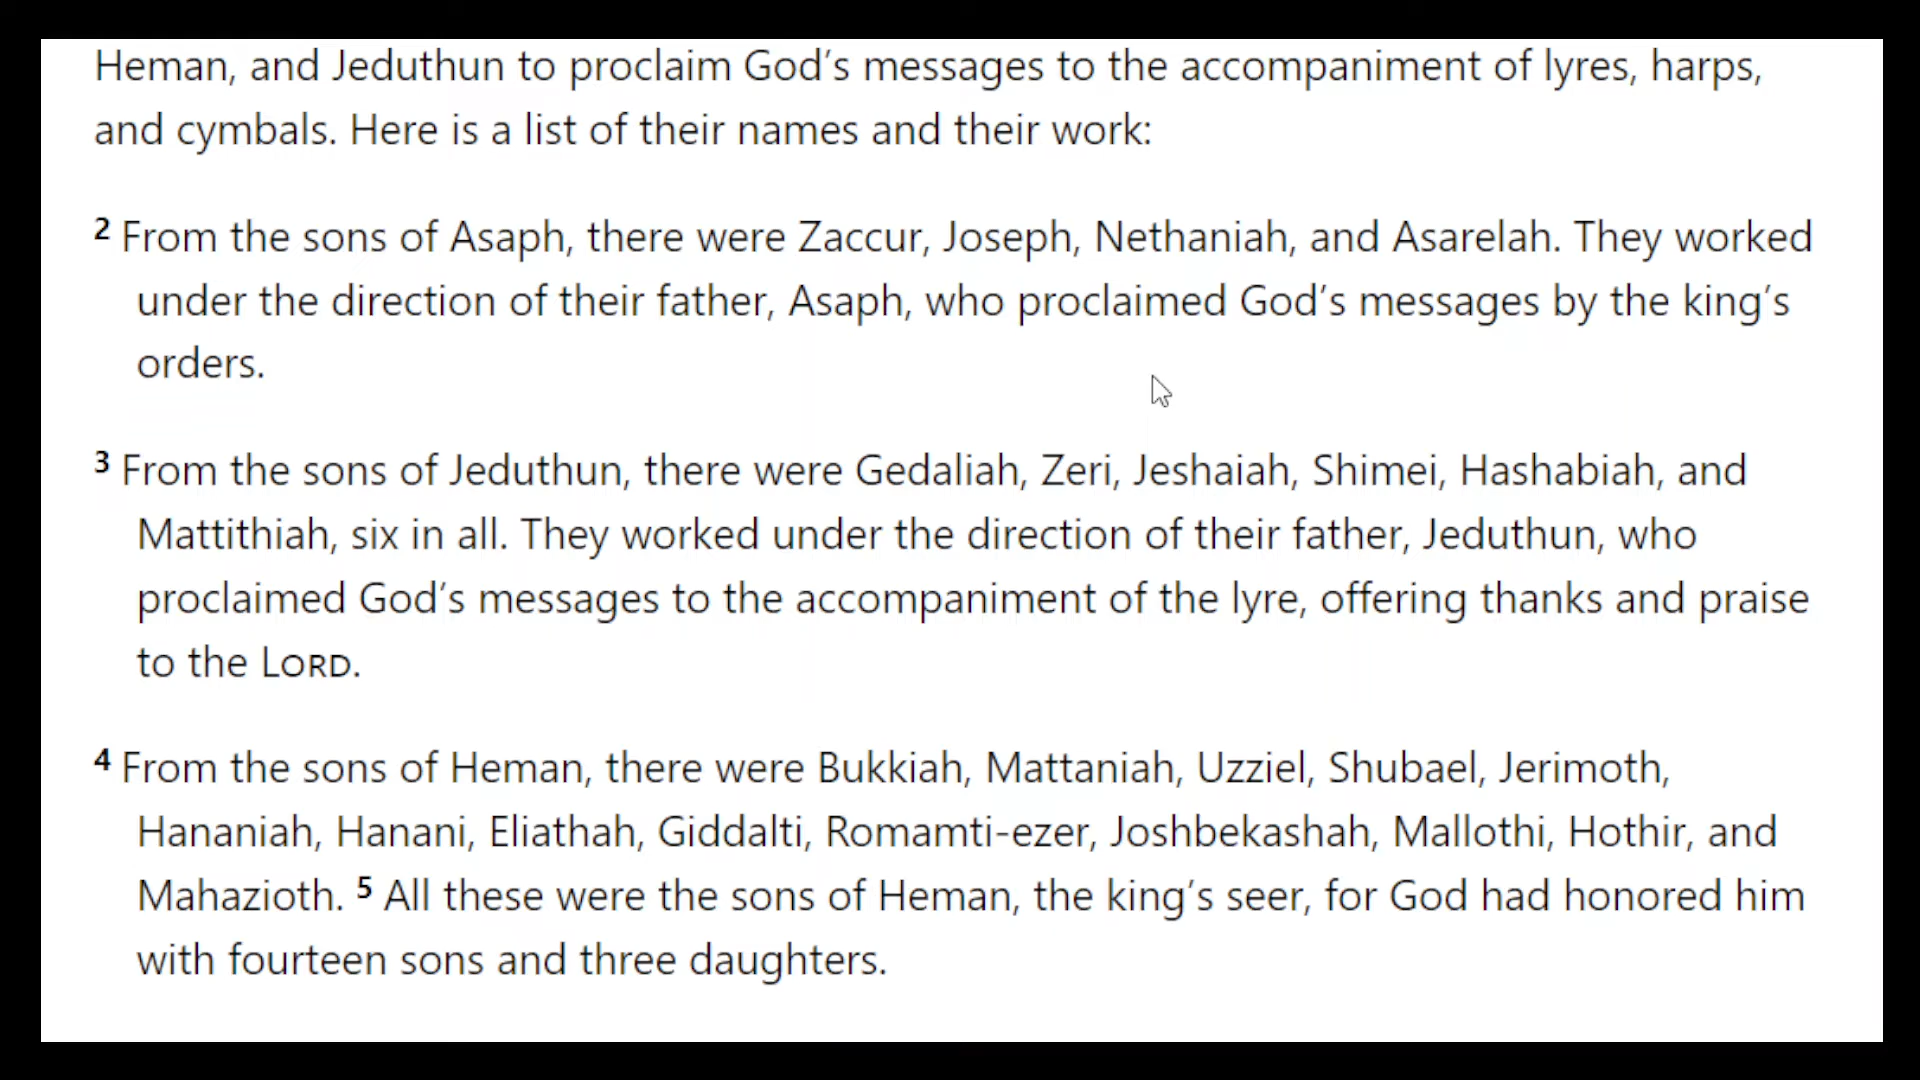 Heman, and Jeduthun to proclaim God’s messages to the accompaniment of lyres, harps,
and cymbals. Here is a list of their names and their work:
2 From the sons of Asaph, there were Zaccur, Joseph, Nethaniah, and Asarelah. They worked
under the direction of their father, Asaph, who proclaimed God’s messages by the king’s
orders.
3 From the sons of Jeduthun, there were Gedaliah, Zeri, Jeshaiah, Shimei, Hashabiah, and
Mattithiah, six in all. They worked under the direction of their father, Jeduthun, who
proclaimed God’s messages to the accompaniment of the lyre, offering thanks and praise
to the LORD.
4 From the sons of Heman, there were Bukkiah, Mattaniah, Uzziel, Shubael, Jerimoth,
Hananiah, Hanani, Eliathah, Giddalti, Romamti-ezer, Joshbekashah, Mallothi, Hothir, and
Mahazioth. 5 All these were the sons of Heman, the king’s seer, for God had honored him
with fourteen sons and three daughters.